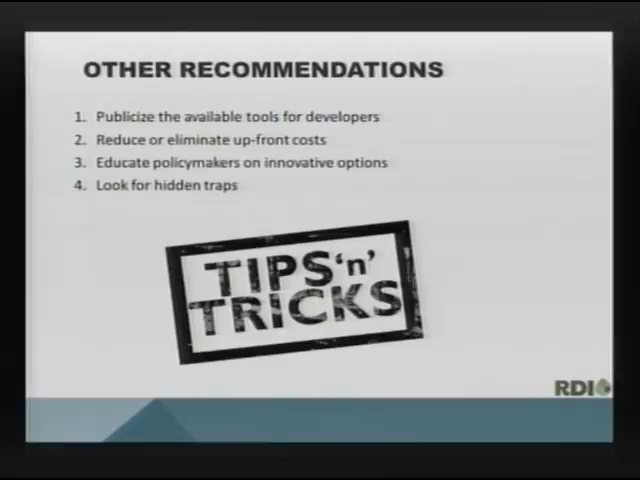 OTHER RECOMMENDATIONS
1. Publicize the available tools for developers
2. Reduce or eliminate up-front costs
3. Educate policymakers on innovative options
4. Look for hidden traps
TIPS 'n'
TRICKS
RDI